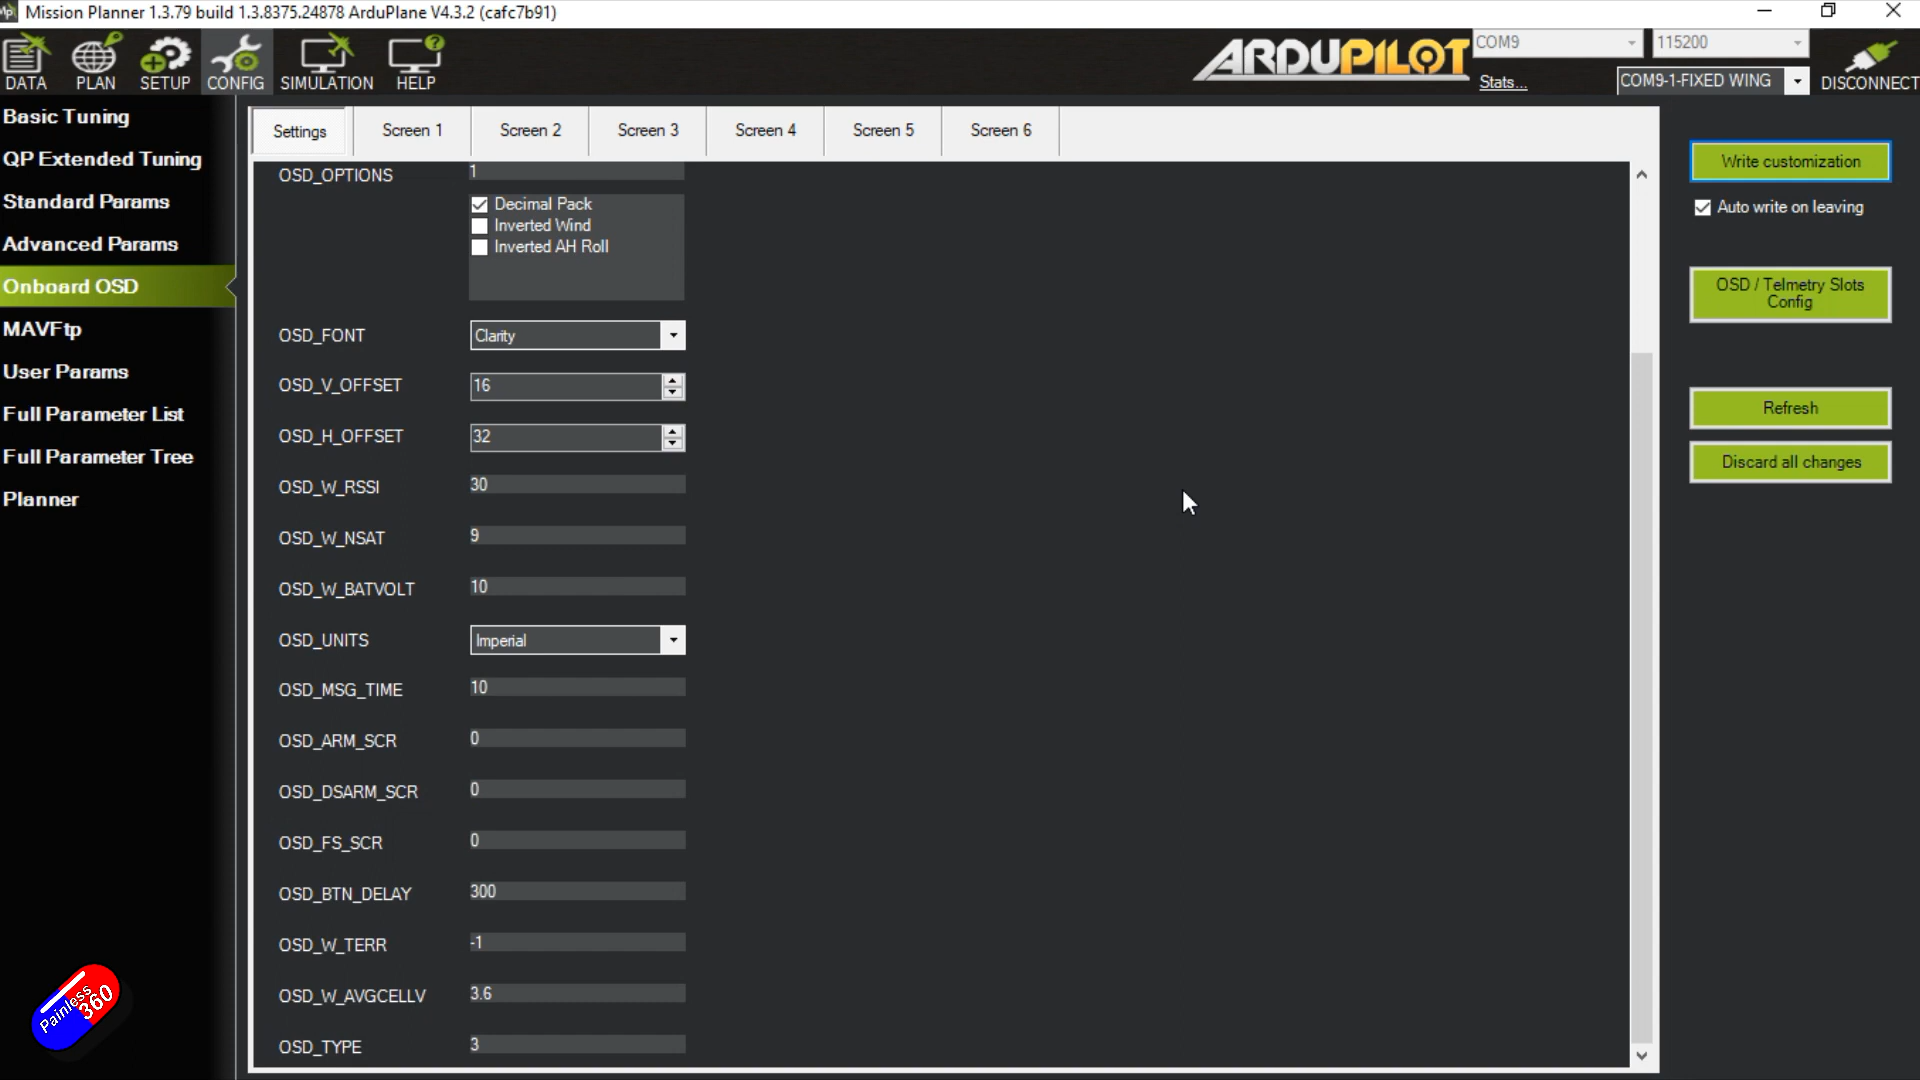 Mp Mission Planner 1.3.79 build 1.3.8375.24878 ArduPlane V4.3.2 (cafc7b91)
DATA PLAN SETUP CONFIG SIMULATION HELP
ARDUPILOT
COM9 115200
Stats... COM9-1-FIXED WING DISCONNECT
Basic Tuning
QP Extended Tuning
Standard Params
Advanced Params
Onboard OSD
MAVFtp
User Params
Full Parameter List
Full Parameter Tree
Planner
Settings Screen 1 Screen 2 Screen 3 Screen 4 Screen 5 Screen 6
OSD_OPTIONS 1
Decimal Pack
Inverted Wind
Inverted AH Roll
OSD_FONT Clarity
OSD_V_OFFSET 16
OSD_H_OFFSET 32
OSD_W_RSSI 30
OSD_W_NSAT 9
OSD_W_BATVOLT 10
OSD_UNITS Imperial
OSD_MSG_TIME 10
OSD_ARM_SCR 0
OSD_DSARM_SCR 0
OSD_FS_SCR 0
OSD_BTN_DELAY 300
OSD_W_TERR -1
OSD_W_AVGCELLV 3.6
OSD_TYPE 3
Write customization
Auto write on leaving
OSD / Telmetry Slots
Config
Refresh
Discard all changes
Painless
360